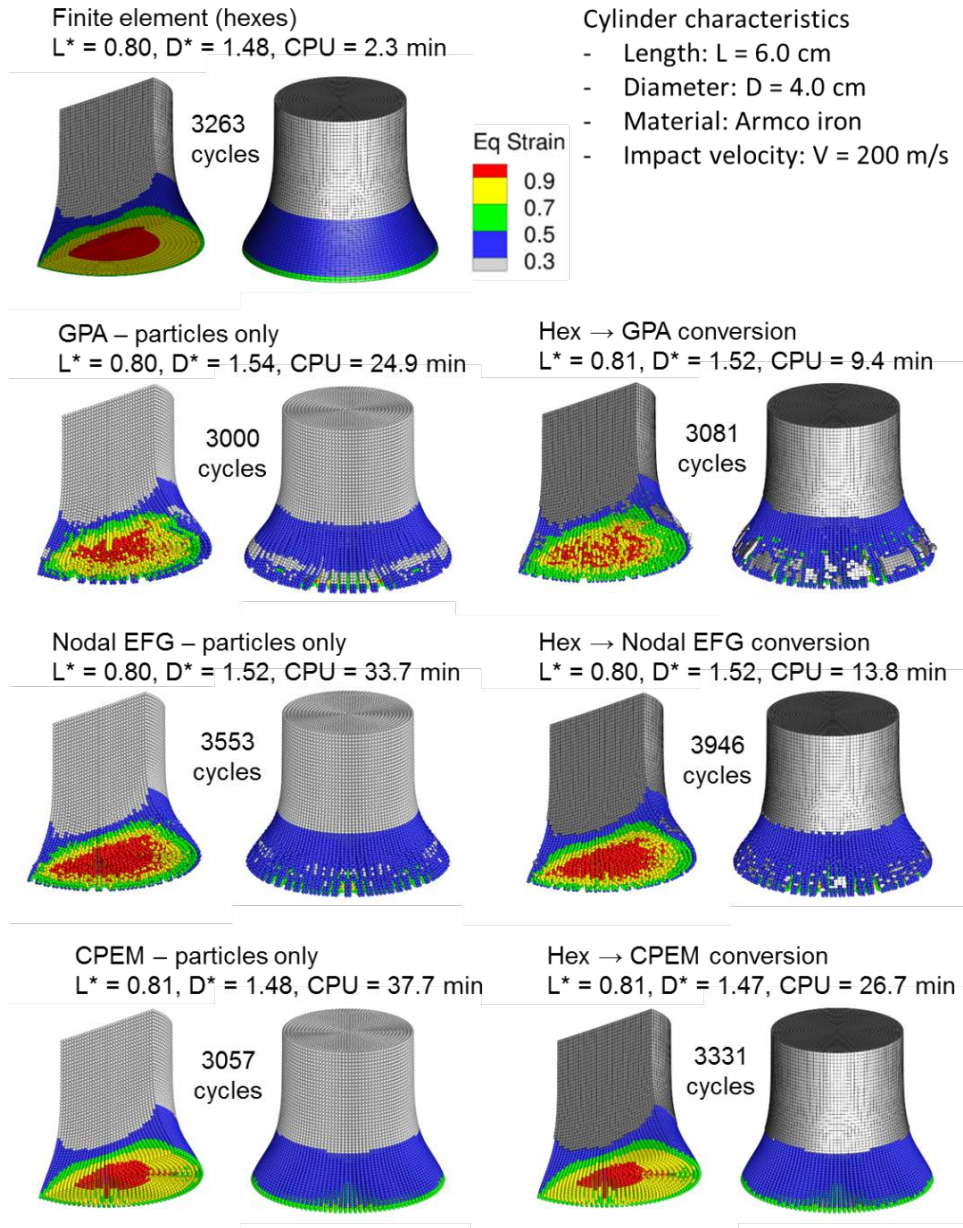 Finite element (hexes)
L* = 0.80, D* = 1.48, CPU = 2.3 min
3263
cycles
Eq Strain
0.9
0.7
0.5
0.3
Cylinder characteristics
- Length: L = 6.0 cm
- Diameter: D = 4.0 cm
- Material: Armco iron
- Impact velocity: V = 200 m/s
GPA – particles only
L* = 0.80, D* = 1.54, CPU = 24.9 min
3000
cycles
Hex → GPA conversion
L* = 0.81, D* = 1.52, CPU = 9.4 min
3081
cycles
Nodal EFG – particles only
L* = 0.80, D* = 1.52, CPU = 33.7 min
3553
cycles
Hex → Nodal EFG conversion
L* = 0.80, D* = 1.52, CPU = 13.8 min
3946
cycles
CPEM – particles only
L* = 0.81, D* = 1.48, CPU = 37.7 min
3057
cycles
Hex → CPEM conversion
L* = 0.81, D* = 1.47, CPU = 26.7 min
3331
cycles